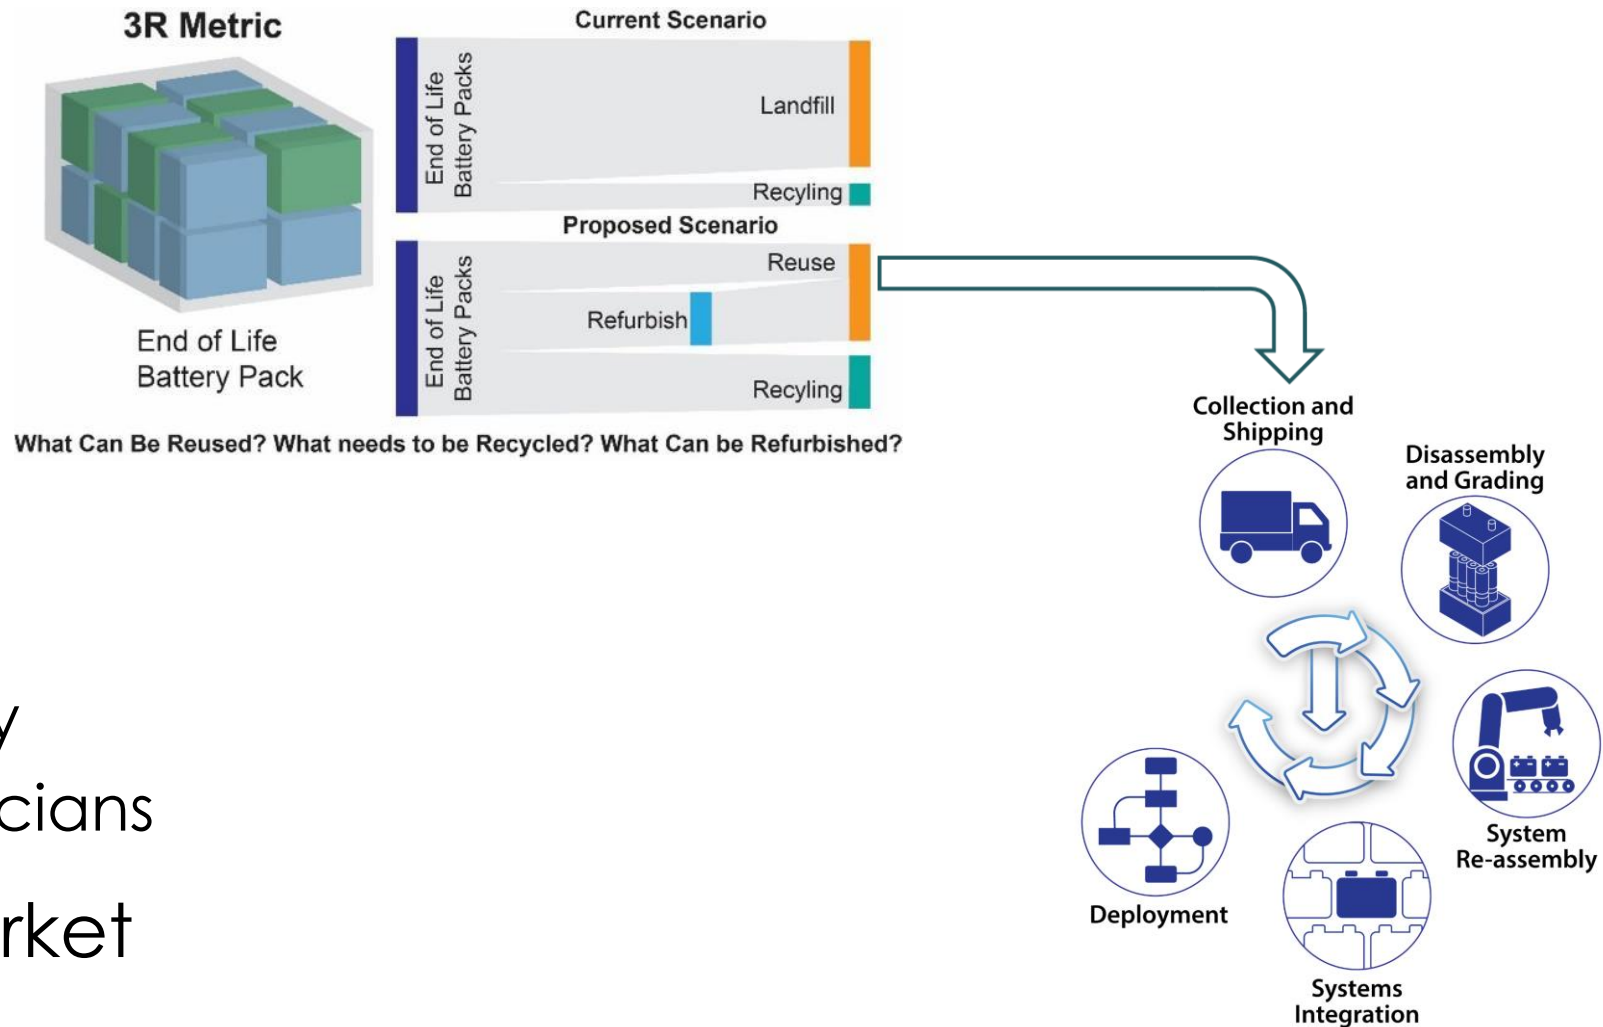 3R Metric
End of Life
Battery Pack
Current Scenario
End of Life
Battery Packs
Landfill
Recyling
Proposed Scenario
End of Life
Battery Packs
Reuse
Refurbish
Recyling
What Can Be Reused? What needs to be Recycled? What Can be Refurbished?
Collection and
Shipping
Disassembly
and Grading
System
Re-assembly
Systems
Integration
Deployment
y
cians
rket